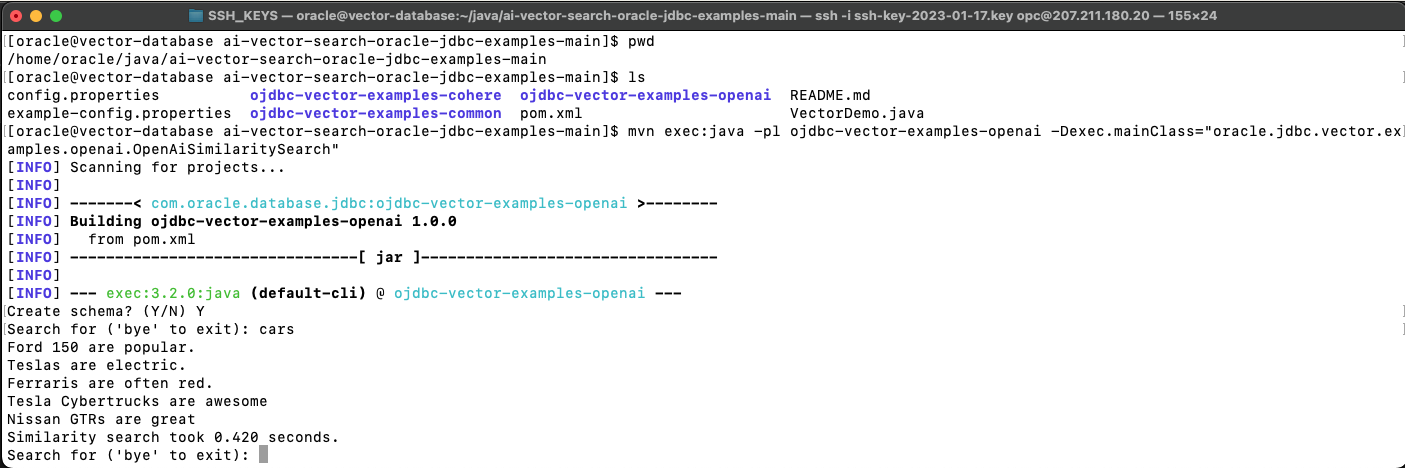 SSH_KEYS — oracle@vector-database:~/java/ai-vector-search-oracle-jdbc-examples-main — ssh -i ssh-key-2023-01-17.key opc@207.211.180.20 — 155×24
[oracle@vector-database ai-vector-search-oracle-jdbc-examples-main]$ pwd
/home/oracle/java/ai-vector-search-oracle-jdbc-examples-main
[oracle@vector-database ai-vector-search-oracle-jdbc-examples-main]$ ls
config.properties          ojdbc-vector-examples-cohere  ojdbc-vector-examples-openai  README.md
example-config.properties  ojdbc-vector-examples-common  pom.xml                       VectorDemo.java
[oracle@vector-database ai-vector-search-oracle-jdbc-examples-main]$ mvn exec:java -pl ojdbc-vector-examples-openai -Dexec.mainClass="oracle.jdbc.vector.ex
amples.openai.OpenAiSimilaritySearch"
[INFO] Scanning for projects...
[INFO]
[INFO] -------< com.oracle.database.jdbc:ojdbc-vector-examples-openai >--------
[INFO] Building ojdbc-vector-examples-openai 1.0.0
[INFO]   from pom.xml
[INFO] --------------------------------[ jar ]---------------------------------
[INFO]
[INFO] --- exec:3.2.0:java (default-cli) @ ojdbc-vector-examples-openai ---
Create schema? (Y/N) Y
Search for ('bye' to exit): cars
Ford 150 are popular.
Teslas are electric.
Ferraris are often red.
Tesla Cybertrucks are awesome
Nissan GTRs are great
Similarity search took 0.420 seconds.
Search for ('bye' to exit):